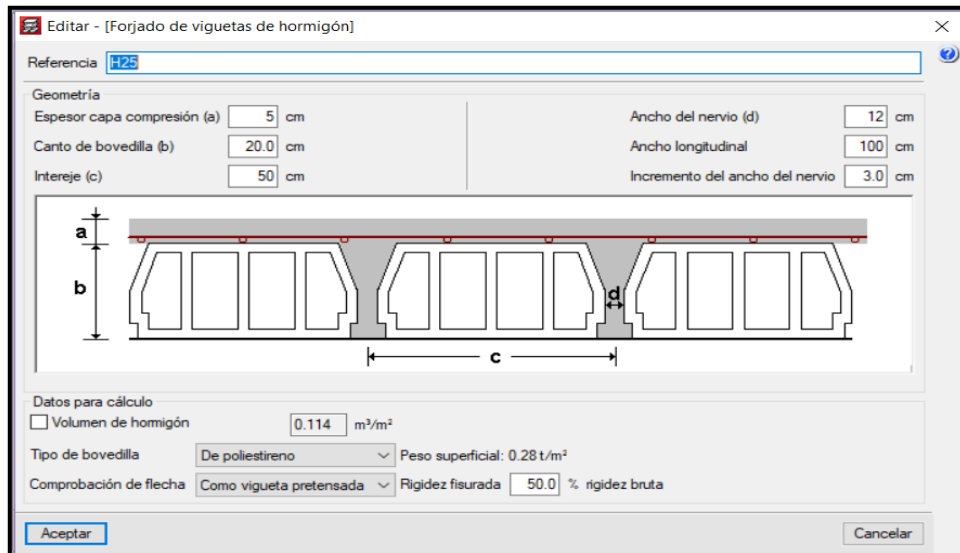 Editar - [Forjado de viguetas de hormigón]
Referencia H25
Geometría
Espesor capa compresión (a) 5 cm
Ancho del nervio (d) 12 cm
Canto de bovedilla (b) 20.0 cm
Ancho longitudinal 100 cm
Intereje (c) 50 cm
Incremento del ancho del nervio 3.0 cm
a
b
d
c
Datos para cálculo
Volumen de hormigón 0.114 m³/m²
Tipo de bovedilla De poliestireno Peso superficial: 0.28 t/m²
Comprobación de flecha Como vigueta pretensada Rigidez fisurada 50.0 % rigidez bruta
Aceptar Cancelar